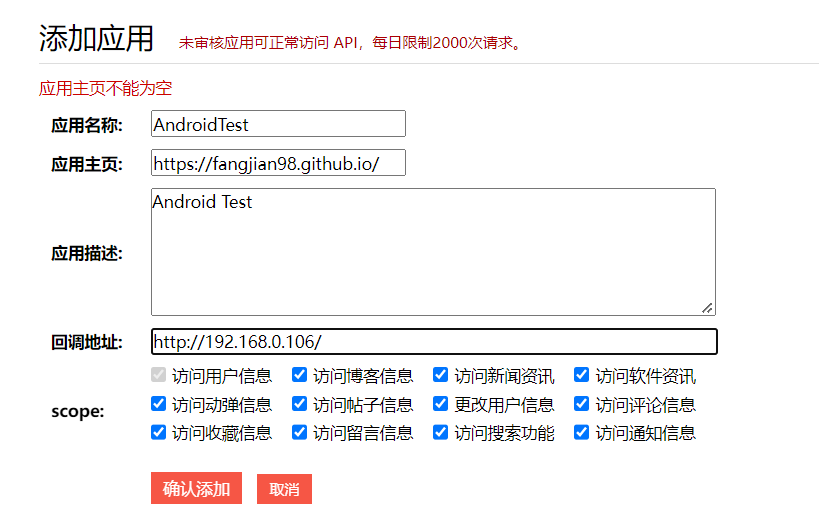 添加应用 未审核应用可正常访问 API，每日限制2000次请求。
应用主页不能为空
应用名称: AndroidTest
应用主页: https://fangjian98.github.io/
应用描述: Android Test
回调地址: http://192.168.0.106/
scope: 访问用户信息 访问博客信息 访问新闻资讯 访问软件资讯
访问动弹信息 访问帖子信息 更改用户信息 访问评论信息
访问收藏信息 访问留言信息 访问搜索功能 访问通知信息
确认添加 取消